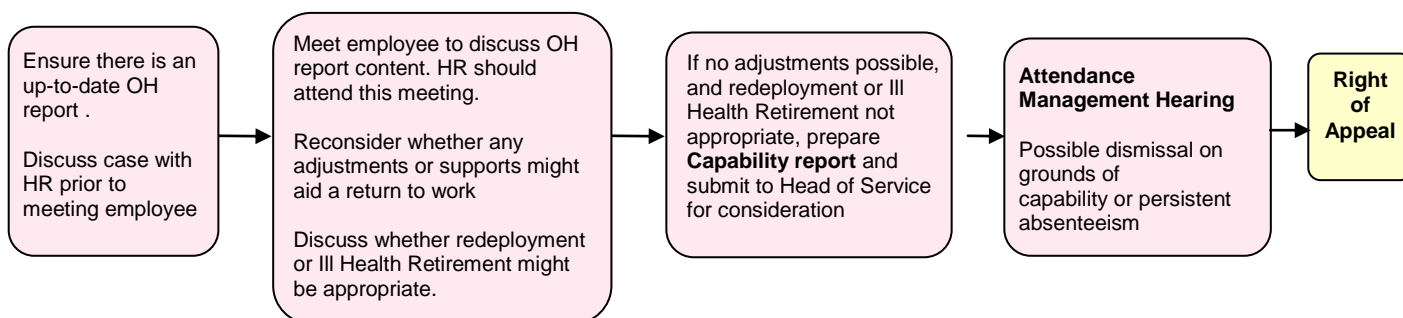 Ensure there is an
up-to-date OH
report .
Discuss case with
HR prior to
meeting employee
Meet employee to discuss OH
report content. HR should
attend this meeting.
Reconsider whether any
adjustments or supports might
aid a return to work
Discuss whether redeployment
or Ill Health Retirement might
be appropriate.
If no adjustments possible,
and redeployment or Ill
Health Retirement not
appropriate, prepare
Capability report and
submit to Head of Service
for consideration
Attendance
Management Hearing
Possible dismissal on
grounds of
capability or persistent
absenteeism
Right
of
Appeal